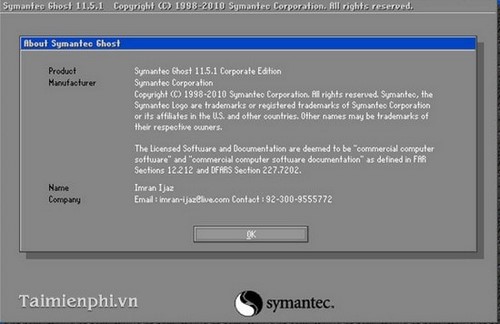 Symantec Ghost 11.5.1 Copyright (C) 1998-2010 Symantec Corporation. All rights reserved.
About Symantec Ghost
Product Symantec Ghost 11.5.1 Corporate Edition
Manufacturer Symantec Corporation
Copyright (C) 1998-2010 Symantec Corporation. All rights reserved. Symantec, the
Symantec Logo are trademarks or registered trademarks of Symantec Corporation
or its affiliates in the U.S. and other countries. Other names may be trademarks of
their respective owners.
The Licensed Software and Documentation are deemed to be "commercial computer
software" and "commercial computer software documentation" as defined in FAR
Sections 12.212 and DFARS Section 227.7202.
Name Imran Ijaz
Company Email : imran-ijaz@live.com Contact : 92-300-9555772
OK
Taimienphi.vn
symantec.